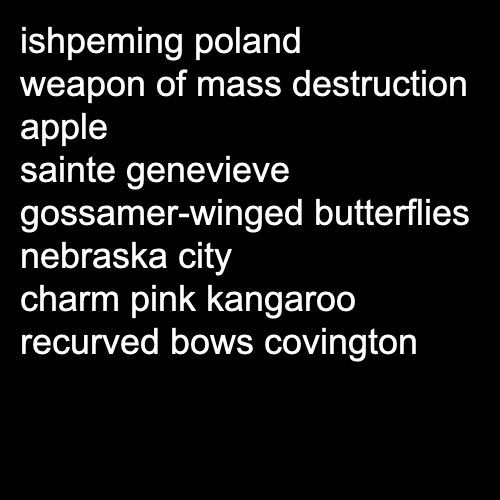 ishpeming poland
weapon of mass destruction
apple
sainte genevieve
gossamer-winged butterflies
nebraska city
charm pink kangaroo
recurved bows covington